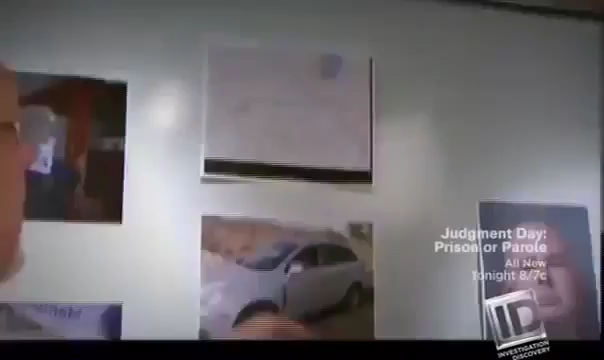 Judgment Day:
Prison or Parole
All New
Tonight 8/7c
ID
INVESTIGATION
DISCOVERY